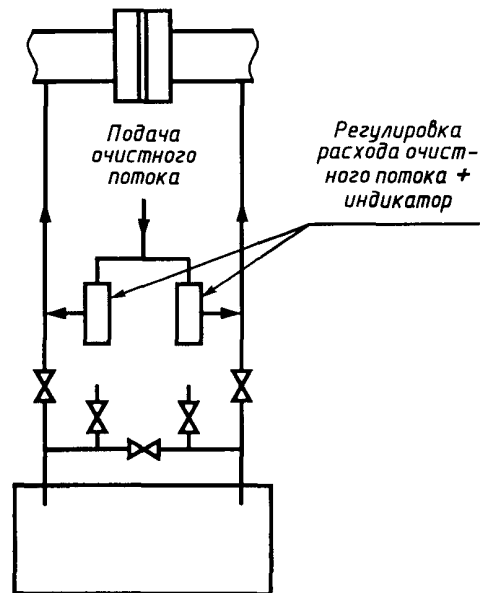 Подача
очистного
потока
Регулировка
расхода очист-
ного потока +
индикатор